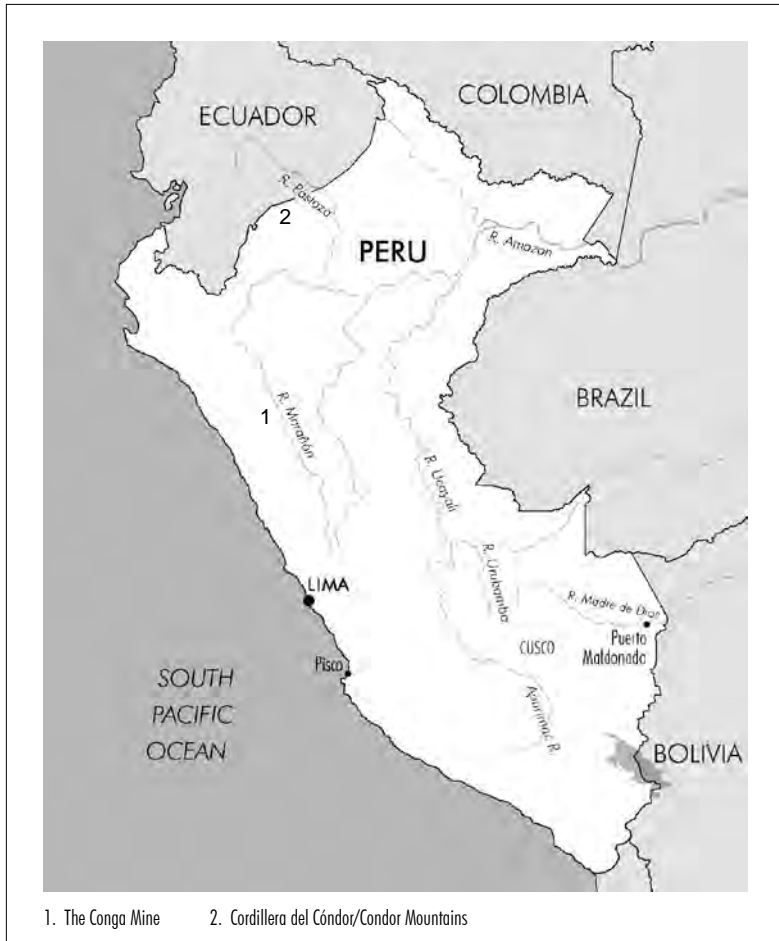 COLOMBIA
ECUADOR
R. Pastaza
2
R. Amazon
PERU
BRAZIL
1
R. Marañón
R. Ucayali
R. Urubamba
LIMA
R. Madre de Dios
CUSCO
Puerto
Maldonado
Pisco
SOUTH
PACIFIC
OCEAN
Apurimac R.
BOLIVIA
1. The Conga Mine 2. Cordillera del Cóndor/Condor Mountains